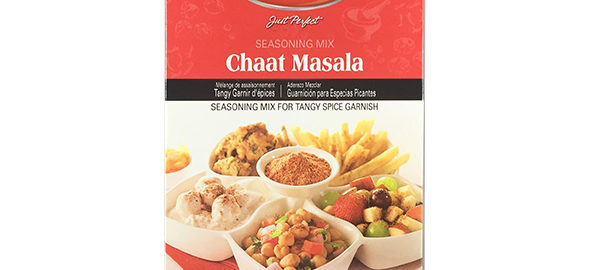 Just Perfect
SEASONING MIX
Chaat Masala
Mélange de assaisonnement
Tangy Garnir d'épices
Aderezo Mezclar
Guarnición para Especias Picantes
SEASONING MIX FOR TANGY SPICE GARNISH